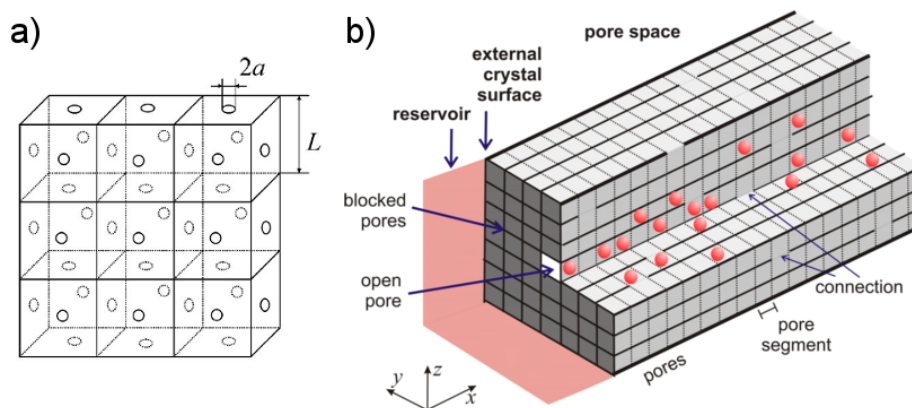 a)
2a
L
b)
pore space
external
crystal
surface
reservoir
blocked
pores
open
pore
connection
pore
segment
pores
y
z
x